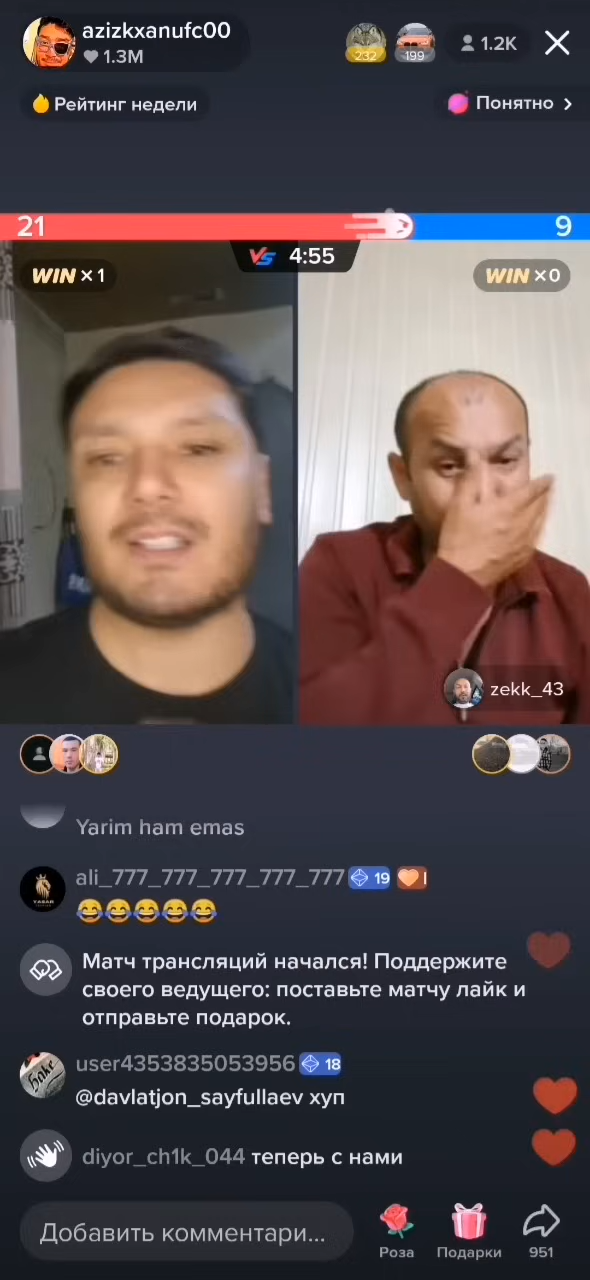 azizkxanufc00
1.3M
232
199
1.2K
Рейтинг недели
Понятно
21
9
VS 4:55
WIN ×1
WIN ×0
zekk_43
Yarim ham emas
ali_777_777_777_777_777 19 I
😂😂😂😂😂
Матч трансляций начался! Поддержите
своего ведущего: поставьте матчу лайк и
отправьте подарок.
user4353835053956 18
@davlatjon_sayfullaev хуп
diyor_ch1k_044 теперь с нами
Добавить комментари...
Роза
Подарки
951